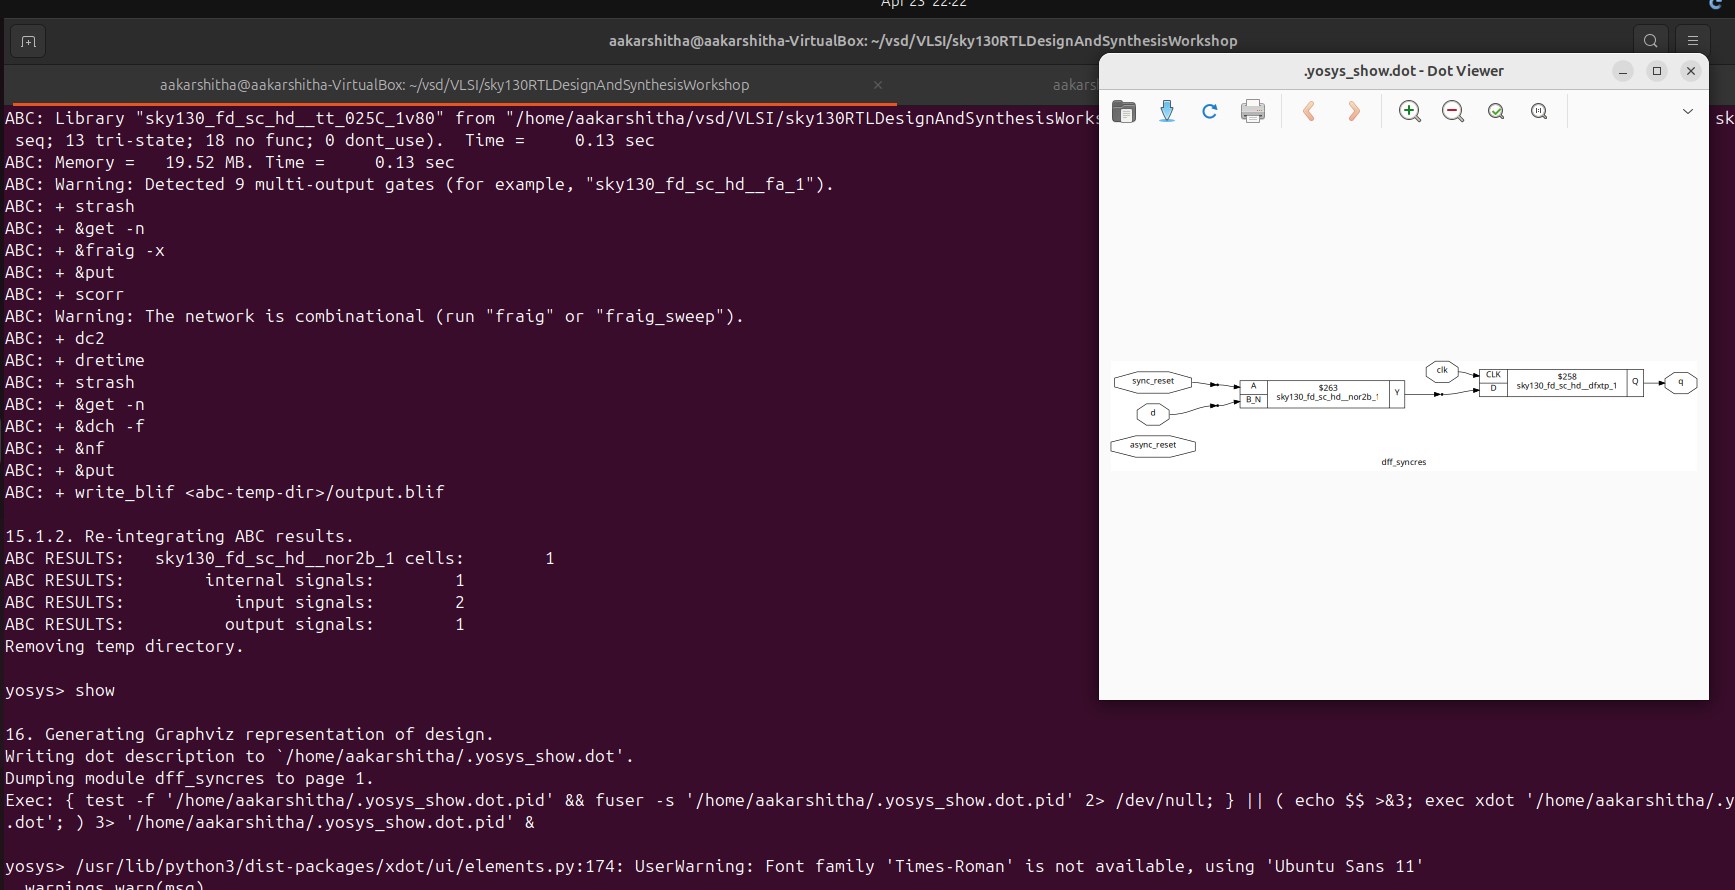 Apr 23 22:22
aakarshitha@aakarshitha-VirtualBox: ~/vsd/VLSI/sky130RTLDesignAndSynthesisWorkshop
aakarshitha@aakarshitha-VirtualBox: ~/vsd/VLSI/sky130RTLDesignAndSynthesisWorkshop
aakars
ABC: Library "sky130_fd_sc_hd__tt_025C_1v80" from "/home/aakarshitha/vsd/VLSI/sky130RTLDesignAndSynthesisWorks
sk
seq; 13 tri-state; 18 no func; 0 dont_use). Time = 0.13 sec
ABC: Memory = 19.52 MB. Time = 0.13 sec
ABC: Warning: Detected 9 multi-output gates (for example, "sky130_fd_sc_hd__fa_1").
ABC: + strash
ABC: + &get -n
ABC: + &fraig -x
ABC: + &put
ABC: + scorr
ABC: Warning: The network is combinational (run "fraig" or "fraig_sweep").
ABC: + dc2
ABC: + dretime
ABC: + strash
ABC: + &get -n
ABC: + &dch -f
ABC: + &nf
ABC: + &put
ABC: + write_blif <abc-temp-dir>/output.blif
15.1.2. Re-integrating ABC results.
ABC RESULTS: sky130_fd_sc_hd__nor2b_1 cells: 1
ABC RESULTS: internal signals: 1
ABC RESULTS: input signals: 2
ABC RESULTS: output signals: 1
Removing temp directory.
yosys> show
16. Generating Graphviz representation of design.
Writing dot description to `/home/aakarshitha/.yosys_show.dot'.
Dumping module dff_syncres to page 1.
Exec: { test -f '/home/aakarshitha/.yosys_show.dot.pid' && fuser -s '/home/aakarshitha/.yosys_show.dot.pid' 2> /dev/null; } || ( echo $$ >&3; exec xdot '/home/aakarshitha/.y
.dot'; ) 3> '/home/aakarshitha/.yosys_show.dot.pid' &
yosys> /usr/lib/python3/dist-packages/xdot/ui/elements.py:174: UserWarning: Font family 'Times-Roman' is not available, using 'Ubuntu Sans 11'
warnings.warn(msg)
.yosys_show.dot - Dot Viewer
sync_reset
d
async_reset
A
B_N
$263
sky130_fd_sc_hd__nor2b_1
Y
clk
CLK
D
$258
sky130_fd_sc_hd__dfxtp_1
Q
q
dff_syncres